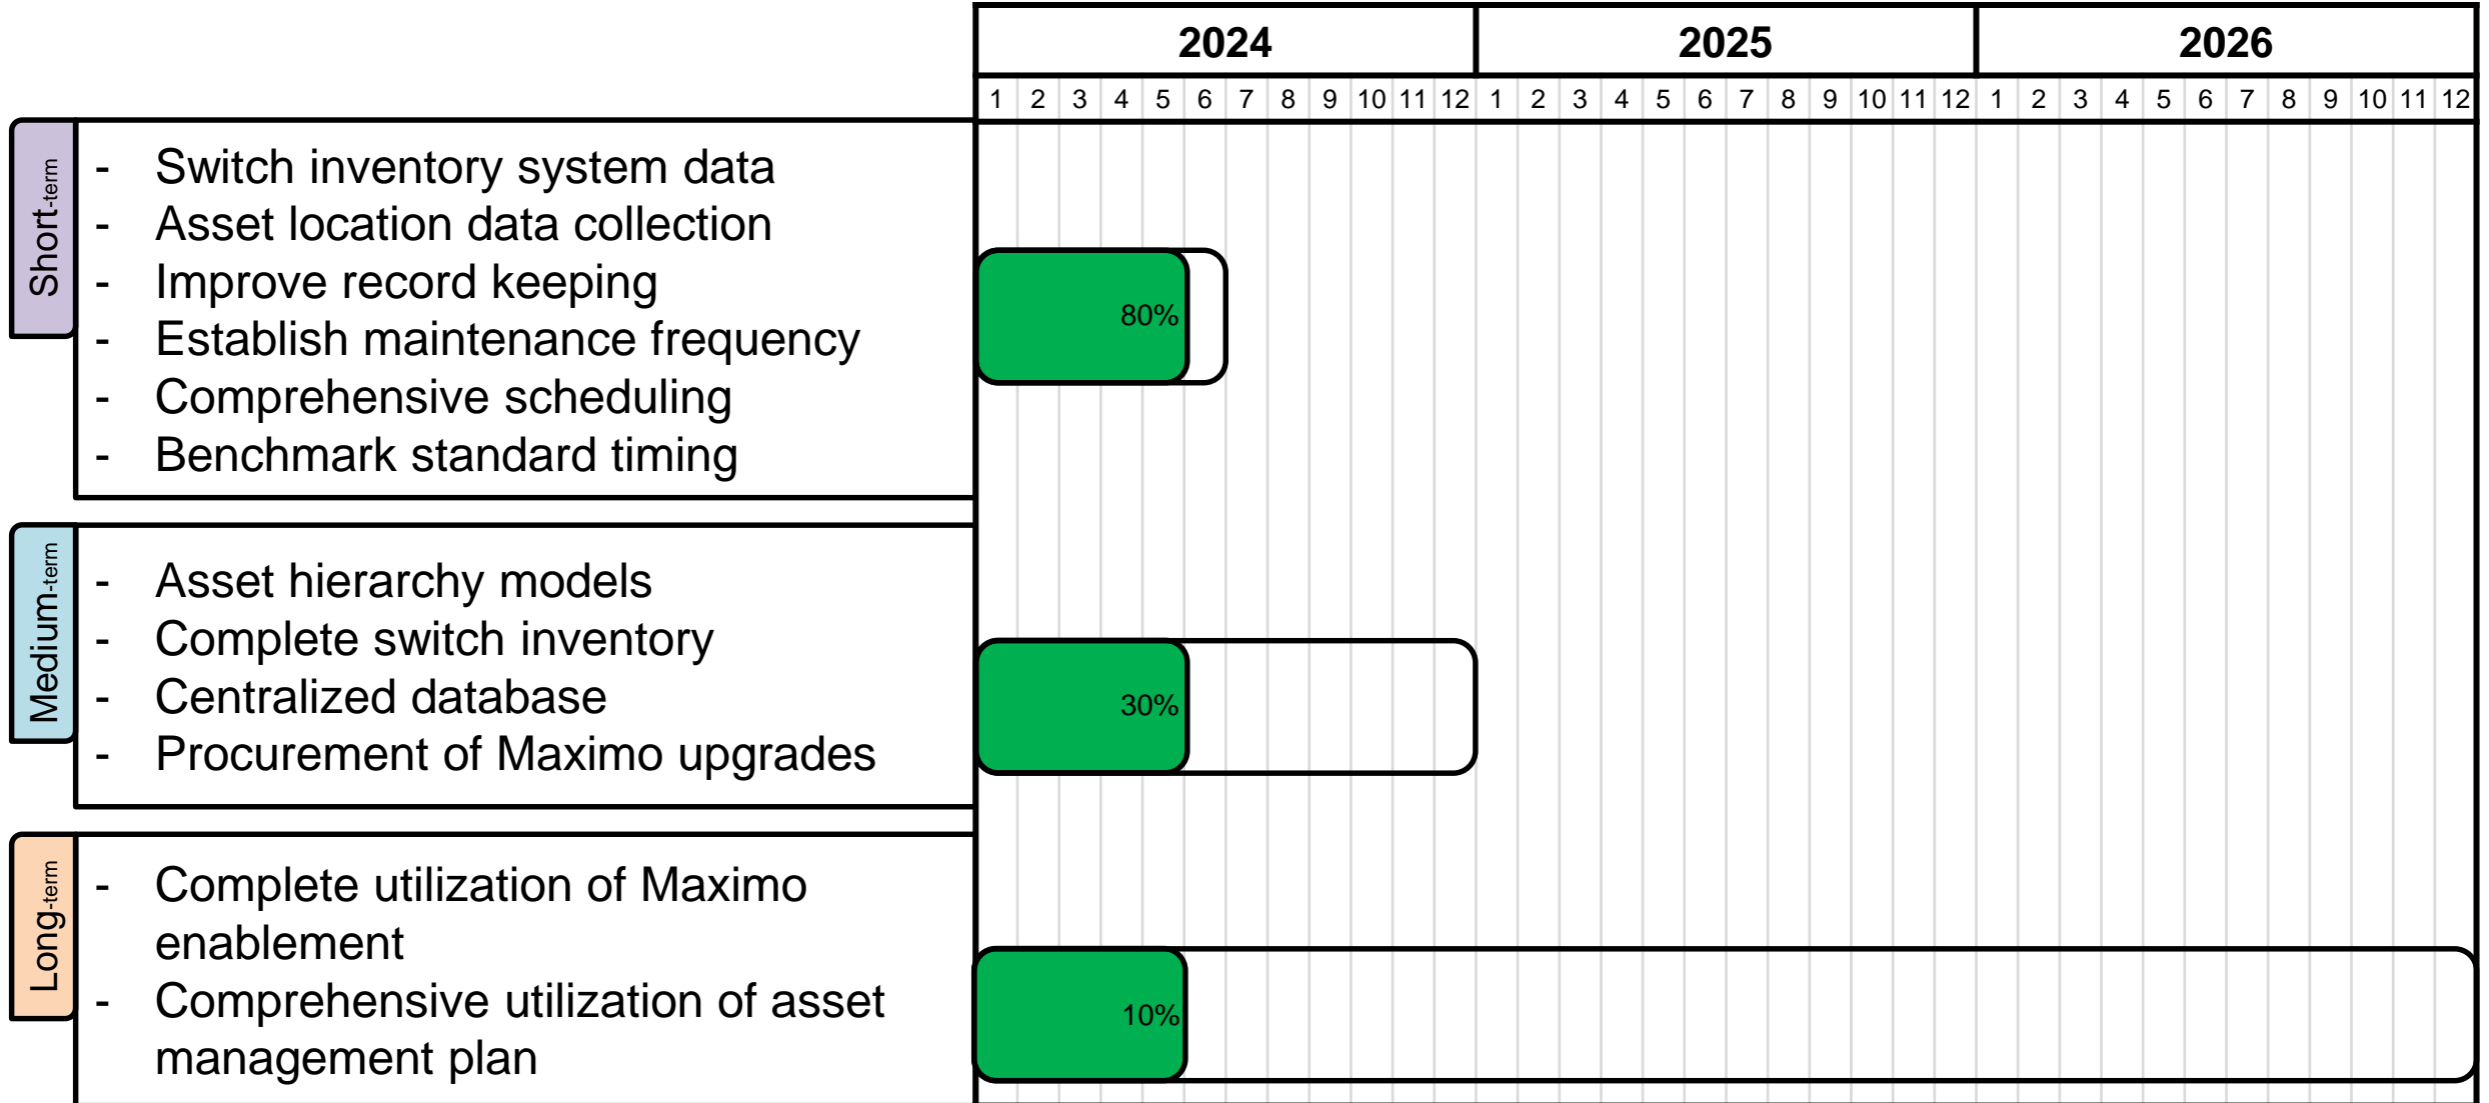 2024 2025 2026
1 2 3 4 5 6 7 8 9 10 11 12 1 2 3 4 5 6 7 8 9 10 11 12 1 2 3 4 5 6 7 8 9 10 11 12
Short-term
- Switch inventory system data
- Asset location data collection
- Improve record keeping
- Establish maintenance frequency
- Comprehensive scheduling
- Benchmark standard timing
80%
Medium-term
- Asset hierarchy models
- Complete switch inventory
- Centralized database
- Procurement of Maximo upgrades
30%
Long-term
- Complete utilization of Maximo
enablement
- Comprehensive utilization of asset
management plan
10%